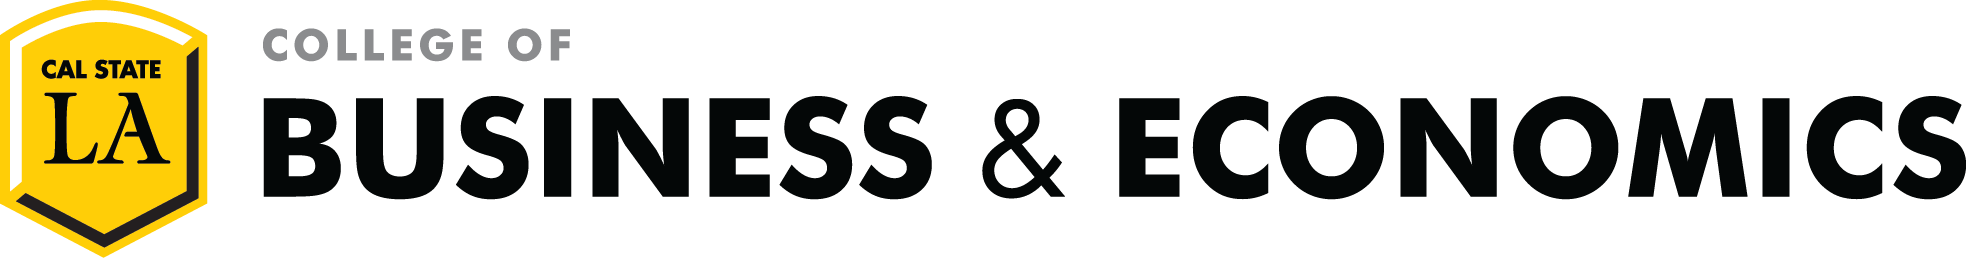 CAL STATE
LA
COLLEGE OF
BUSINESS & ECONOMICS